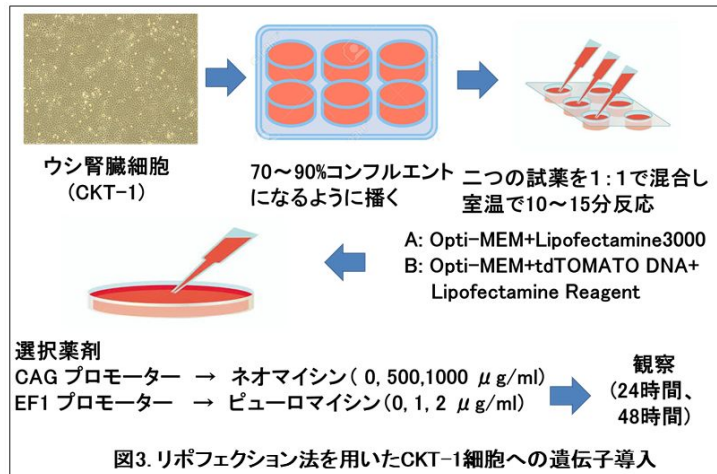 ウシ腎臓細胞
(CKT-1)
70～90%コンフルエント
になるように播く
二つの試薬を1:1で混合し
室温で10～15分反応
A: Opti-MEM+Lipofectamine3000
B: Opti-MEM+tdTOMATO DNA+
Lipofectamine Reagent
選択薬剤
CAG プロモーター → ネオマイシン( 0, 500,1000 μg/ml)
EF1 プロモーター → ピューロマイシン(0, 1, 2 μg/ml)
観察
(24時間、
48時間)
図3. リポフェクション法を用いたCKT-1細胞への遺伝子導入